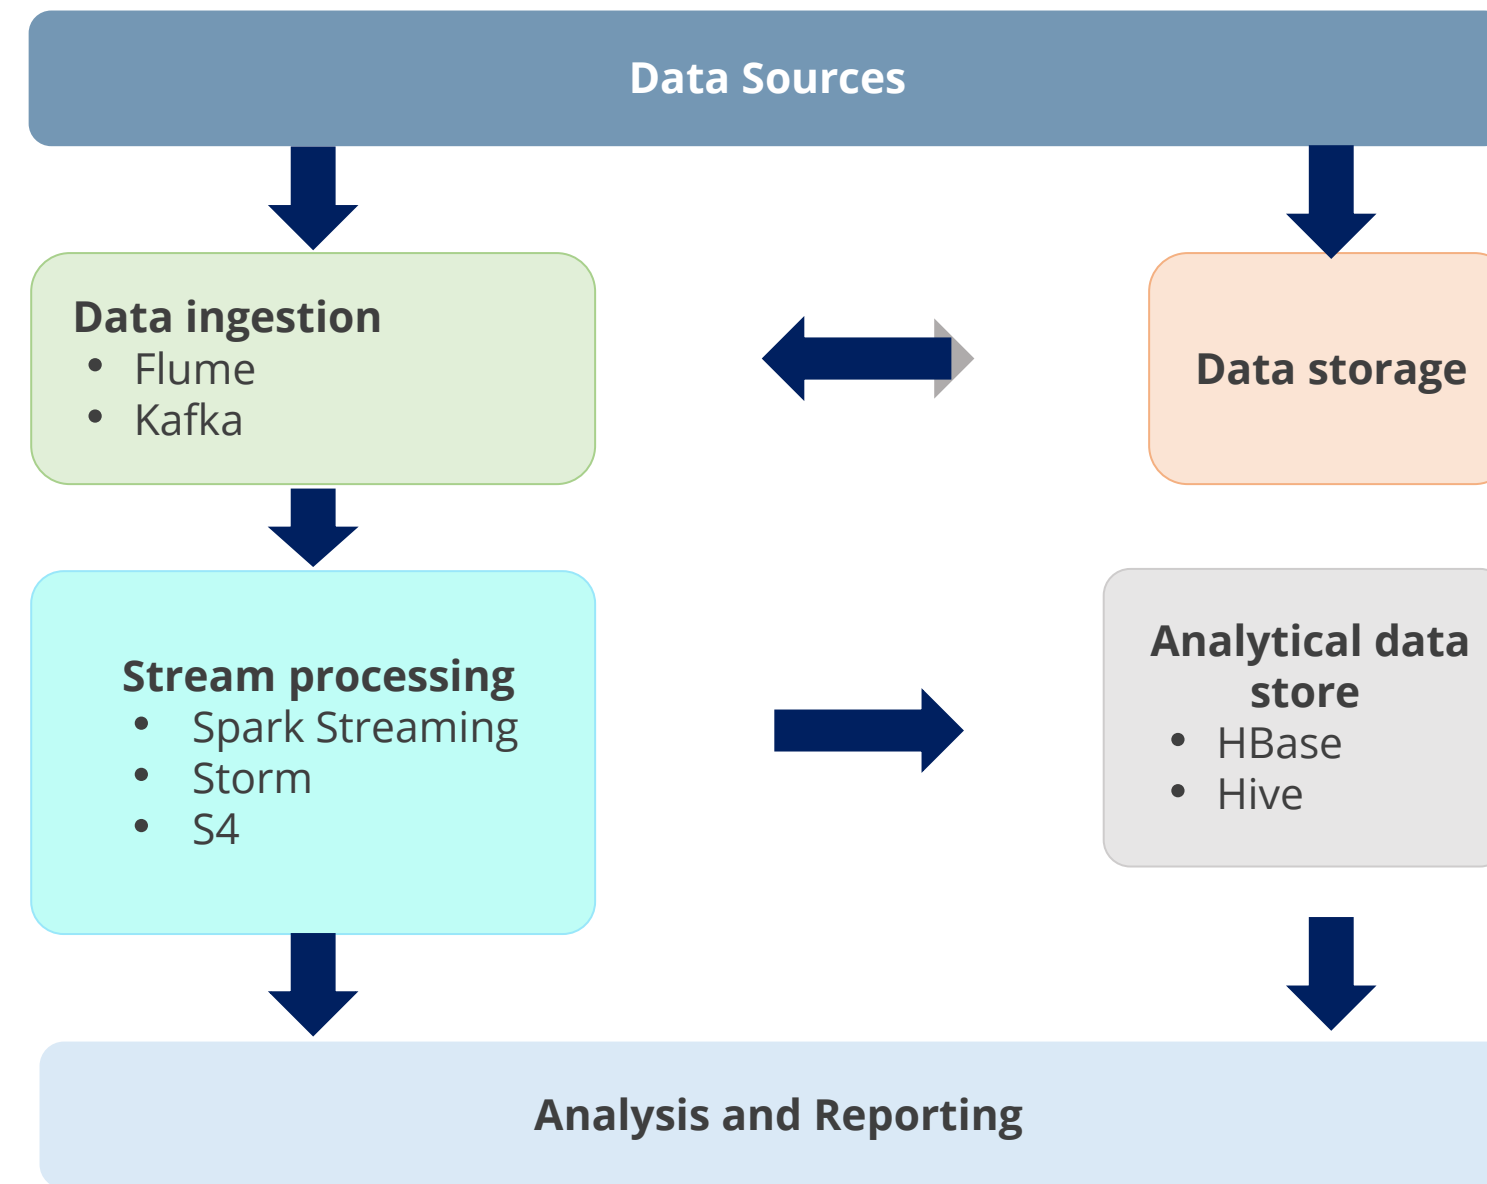 Data Sources
Data ingestion
• Flume
• Kafka
Data storage
Stream processing
• Spark Streaming
• Storm
• S4
Analytical data
store
• HBase
• Hive
Analysis and Reporting